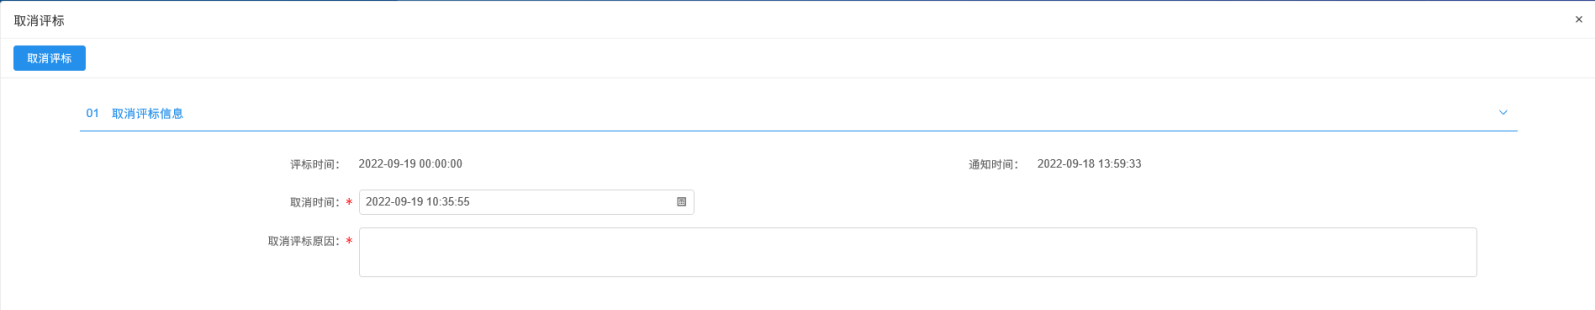 取消评标
×
取消评标
01 取消评标信息
评标时间： 2022-09-19 00:00:00 通知时间： 2022-09-18 13:59:33
取消时间：* 2022-09-19 10:35:55
取消评标原因：*